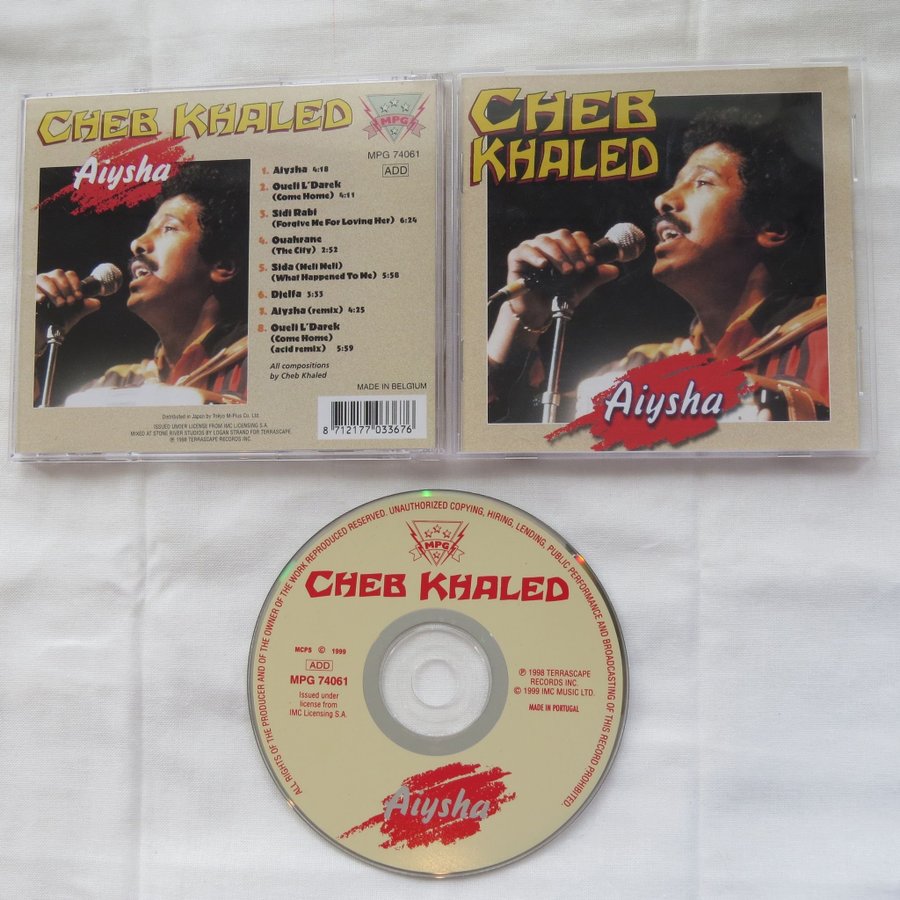 CHEB KHALED
MPG
MPG 74061
ADD
Aiysha
1. Aiysha 4:18
2. Oueli L'Darek
(Come Home) 4:11
3. Sidi Rabi
(Forgive Me For Loving Her) 6:24
4. Ouahrane
(The City) 2:52
5. Sida (Meli Meli)
(What Happened To Me) 5:58
6. Djelfa 3:33
7. Aiysha (remix) 4:25
8. Oueli L'Darek
(Come Home)
(acid remix) 5:59
All compositions
by Cheb Khaled
MADE IN BELGIUM
Distributed in Japan by Tokyo M-Plus Co. Ltd.
ISSUED UNDER LICENSE FROM IMC LICENSING S.A.
MIXED AT STONE RIVER STUDIOS BY LOGAN STRAND FOR TERRASCAPE.
℗ 1998 TERRASCAPE RECORDS INC.
8 712177 033676
CHEB
KHALED
Aiysha
ALL RIGHTS OF THE PRODUCER AND OF THE OWNER OF THE WORK REPRODUCED RESERVED. UNAUTHORIZED COPYING, HIRING, LENDING, PUBLIC PERFORMANCE AND BROADCASTING OF THIS RECORD PROHIBITED
MPG
CHEB KHALED
MCPS © 1999
ADD
MPG 74061
Issued under
license from
IMC Licensing S.A.
℗ 1998 TERRASCAPE
RECORDS INC.
© 1999 IMC MUSIC LTD.
MADE IN PORTUGAL
Aiysha